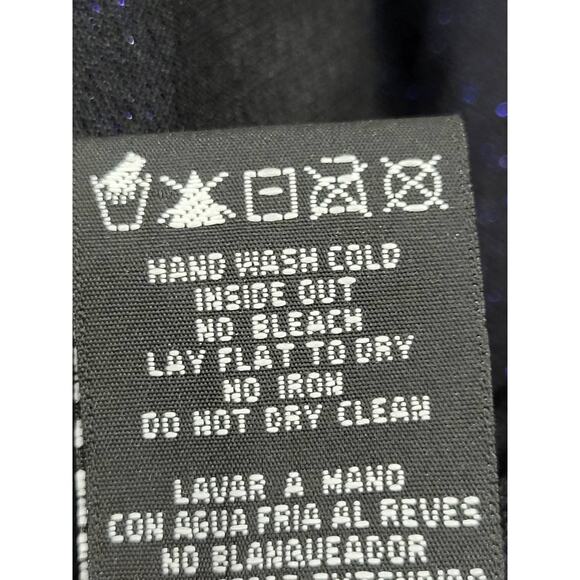 HAND WASH COLD
INSIDE OUT
NO BLEACH
LAY FLAT TO DRY
NO IRON
DO NOT DRY CLEAN
LAVAR A MANO
CON AGUA FRIA AL REVES
NO BLANQUEADOR